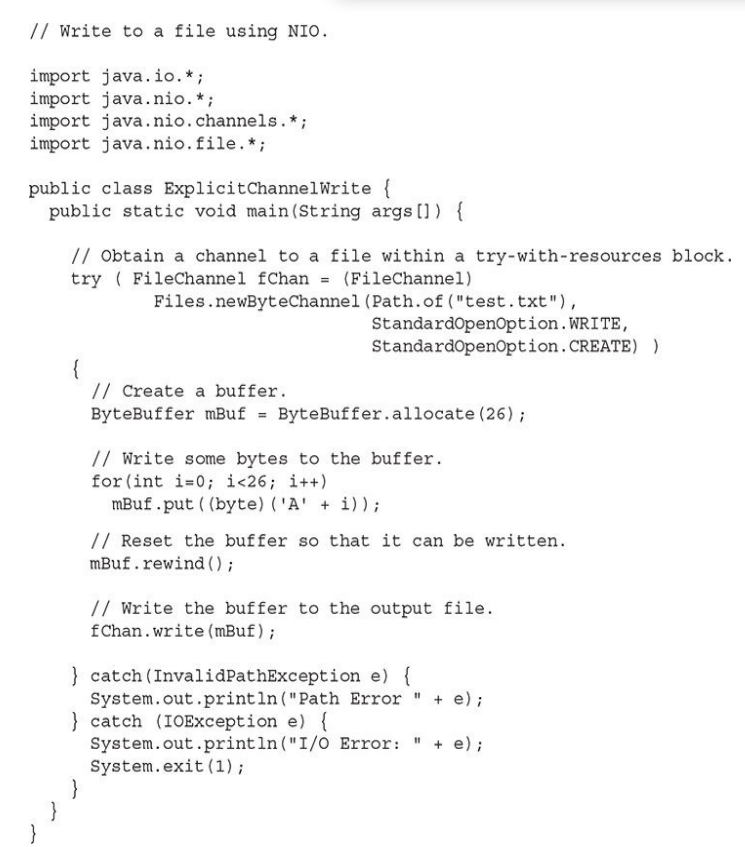 // Write to a file using NIO.
import java.io.*;
import java.nio.*;
import java.nio.channels.*;
import java.nio.file.*;
public class ExplicitChannelWrite {
public static void main(String args[]) {
// Obtain a channel to a file within a try-with-resources block.
try ( FileChannel fChan = (FileChannel)
Files.newByteChannel(Path.of("test.txt"),
StandardOpenOption.WRITE,
StandardOpenOption.CREATE) )
{
// Create a buffer.
ByteBuffer mBuf = ByteBuffer.allocate(26);
// Write some bytes to the buffer.
for(int i=0; i<26; i++)
mBuf.put((byte)('A' + i));
// Reset the buffer so that it can be written.
mBuf.rewind();
// Write the buffer to the output file.
fChan.write(mBuf);
} catch(InvalidPathException e) {
System.out.println("Path Error " + e);
} catch (IOException e) {
System.out.println("I/O Error: " + e);
System.exit(1);
}
}
}